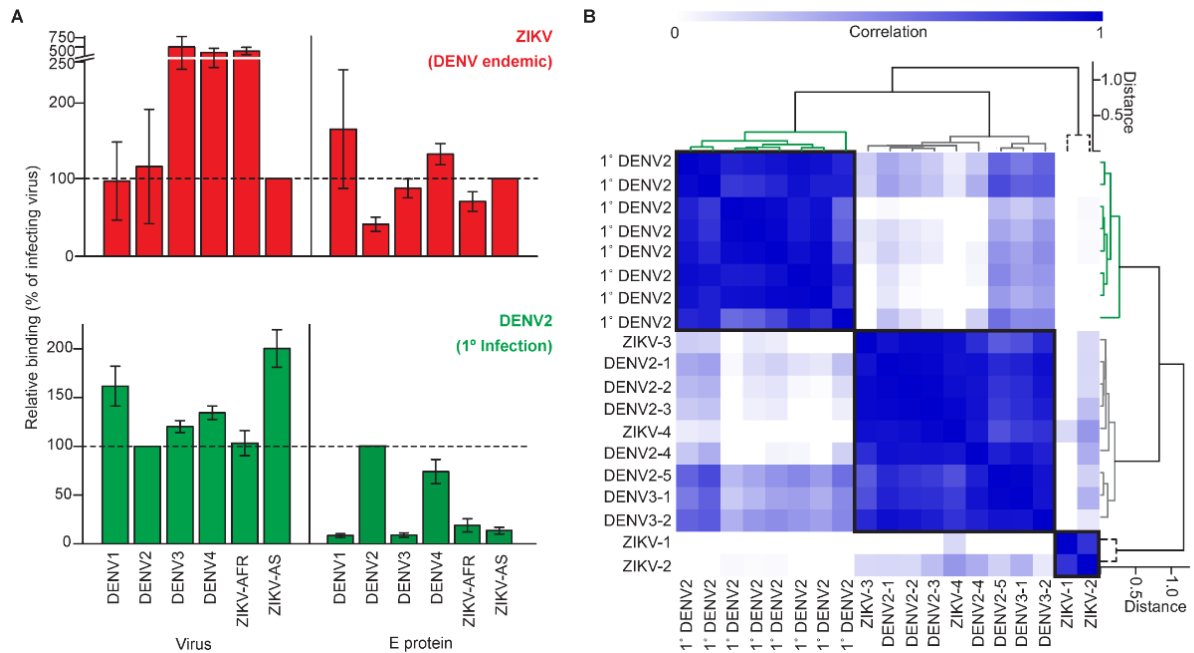 A
Relative binding (% of infecting virus)
750
500
250
200
100
0
ZIKV
(DENV endemic)
200
150
100
50
0
DENV2
(1º Infection)
DENV1
DENV2
DENV3
DENV4
ZIKV-AFR
ZIKV-AS
DENV1
DENV2
DENV3
DENV4
ZIKV-AFR
ZIKV-AS
Virus
E protein
B
0
Correlation
1
1.0
0.5
Distance
1° DENV2
1° DENV2
1° DENV2
1° DENV2
1° DENV2
1° DENV2
1° DENV2
1° DENV2
ZIKV-3
DENV2-1
DENV2-2
DENV2-3
ZIKV-4
DENV2-4
DENV2-5
DENV3-1
DENV3-2
ZIKV-1
ZIKV-2
1° DENV2
1° DENV2
1° DENV2
1° DENV2
1° DENV2
1° DENV2
1° DENV2
1° DENV2
ZIKV-3
DENV2-1
DENV2-2
DENV2-3
ZIKV-4
DENV2-4
DENV2-5
DENV3-1
DENV3-2
ZIKV-1
ZIKV-2
0.5
1.0
Distance